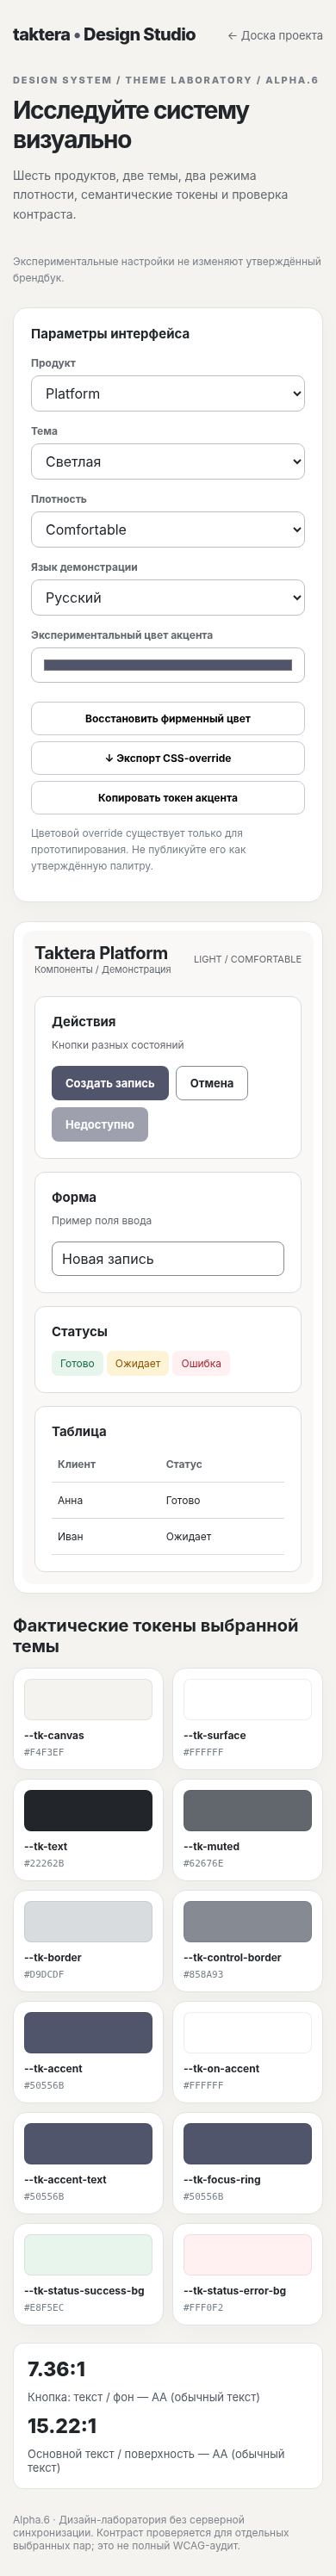 taktera • Design Studio
← Доска проекта
DESIGN SYSTEM / THEME LABORATORY / ALPHA.6
Исследуйте систему
визуально
Шесть продуктов, две темы, два режима
плотности, семантические токены и проверка
контраста.
Экспериментальные настройки не изменяют утверждённый
брендбук.
Параметры интерфейса
Продукт
Platform
Тема
Светлая
Плотность
Comfortable
Язык демонстрации
Русский
Экспериментальный цвет акцента
Восстановить фирменный цвет
↓ Экспорт CSS-override
Копировать токен акцента
Цветовой override существует только для
прототипирования. Не публикуйте его как
утверждённую палитру.
Taktera Platform
Компоненты / Демонстрация
LIGHT / COMFORTABLE
Действия
Кнопки разных состояний
Создать запись
Отмена
Недоступно
Форма
Пример поля ввода
Новая запись
Статусы
Готово Ожидает Ошибка
Таблица
Клиент Статус
Анна Готово
Иван Ожидает
Фактические токены выбранной
темы
--tk-canvas
#F4F3EF
--tk-surface
#FFFFFF
--tk-text
#22262B
--tk-muted
#62676E
--tk-border
#D9DCDF
--tk-control-border
#858A93
--tk-accent
#50556B
--tk-on-accent
#FFFFFF
--tk-accent-text
#50556B
--tk-focus-ring
#50556B
--tk-status-success-bg
#E8F5EC
--tk-status-error-bg
#FFF0F2
7.36:1
Кнопка: текст / фон — AA (обычный текст)
15.22:1
Основной текст / поверхность — AA (обычный
текст)
Alpha.6 · Дизайн-лаборатория без серверной
синхронизации. Контраст проверяется для отдельных
выбранных пар; это не полный WCAG-аудит.